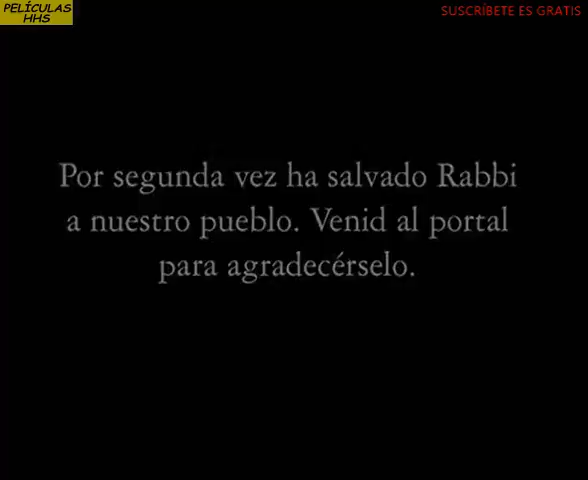 PELÍCULAS
HHS
SUSCRÍBETE ES GRATIS
Por segunda vez ha salvado Rabbi
a nuestro pueblo. Venid al portal
para agradecérselo.